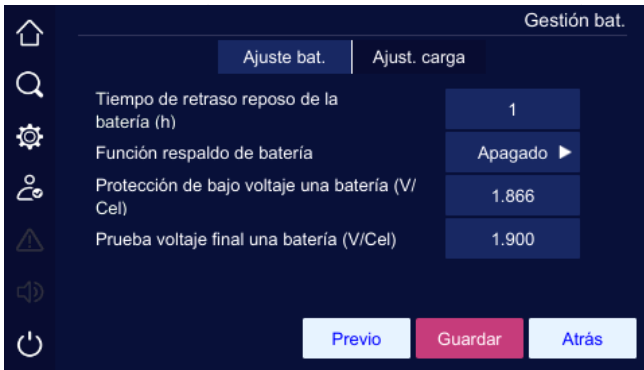 Gestión bat.
Ajuste bat. Ajust. carga
Tiempo de retraso reposo de la
batería (h)
1
Función respaldo de batería
Apagado
Protección de bajo voltaje una batería (V/
Cel)
1.866
Prueba voltaje final una batería (V/Cel)
1.900
Previo Guardar Atrás